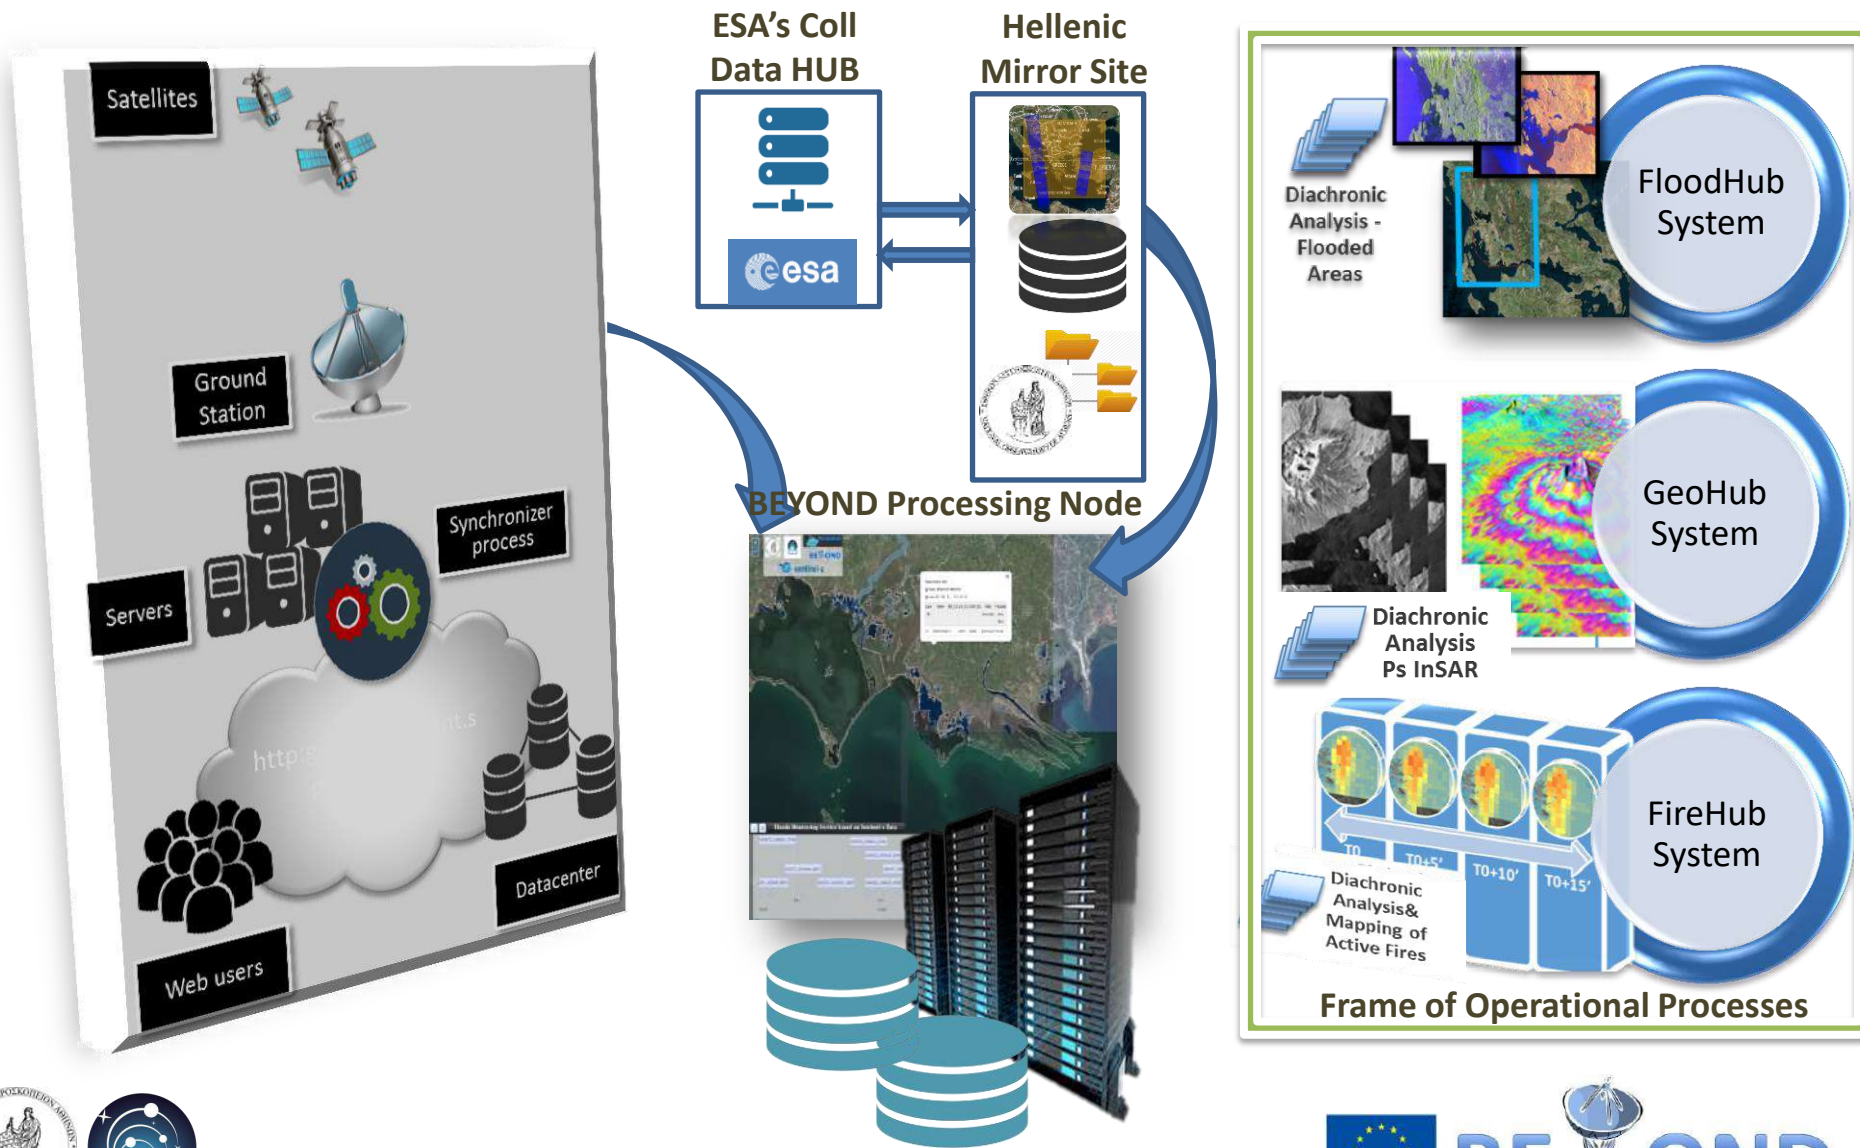 Satellites
Ground
Station
Synchronizer
process
Servers
Datacenter
Web users
ESA's Coll
Data HUB
esa
Hellenic
Mirror Site
BEYOND Processing Node
Diachronic
Analysis -
Flooded
Areas
FloodHub
System
Diachronic
Analysis
Ps InSAR
GeoHub
System
T0
T0+5'
T0+10'
T0+15'
Diachronic
Analysis&
Mapping of
Active Fires
FireHub
System
Frame of Operational Processes